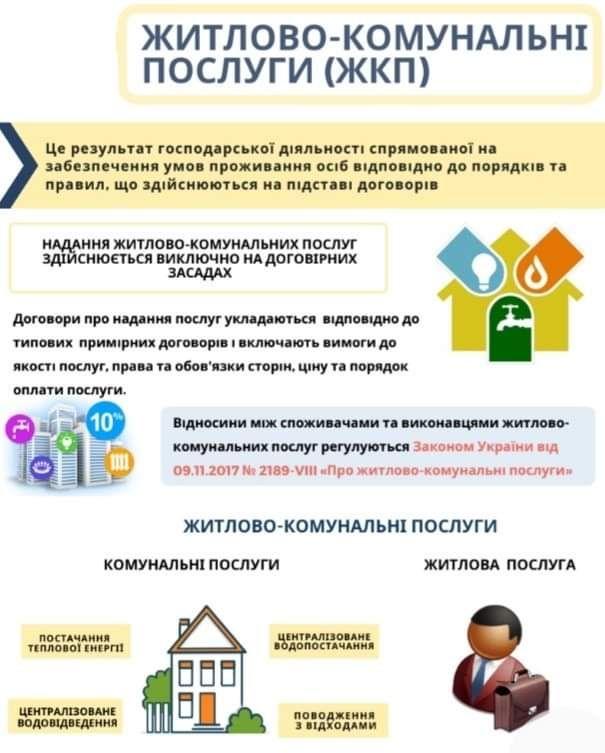 ЖИТЛОВО-КОМУНАЛЬНІ
ПОСЛУГИ (ЖКП)
Це результат господарської діяльності спрямованої на
забезпечення умов проживання осіб відповідно до порядків та
правил, що здійснюються на підставі договорів
НАДАННЯ ЖИТЛОВО-КОМУНАЛЬНИХ ПОСЛУГ
ЗДІЙСНЮЄТЬСЯ ВИКЛЮЧНО НА ДОГОВІРНИХ
ЗАСАДАХ
Договори про надання послуг укладаються відповідно до
типових примірних договорів і включають вимоги до
якості послуг, права та обов'язки сторін, ціну та порядок
оплати послуги.
10%
Відносини між споживачами та виконавцями житлово-
комунальних послуг регулюються Законом України від
09.11.2017 № 2189-VIII «Про житлово-комунальні послуги»
ЖИТЛОВО-КОМУНАЛЬНІ ПОСЛУГИ
КОМУНАЛЬНІ ПОСЛУГИ
ЖИТЛОВА ПОСЛУГА
ПОСТАЧАННЯ
ТЕПЛОВОЇ ЕНЕРГІЇ
ЦЕНТРАЛІЗОВАНЕ
ВОДОПОСТАЧАННЯ
ЦЕНТРАЛІЗОВАНЕ
ВОДОВІДВЕДЕННЯ
ПОВОДЖЕННЯ
З ВІДХОДАМИ